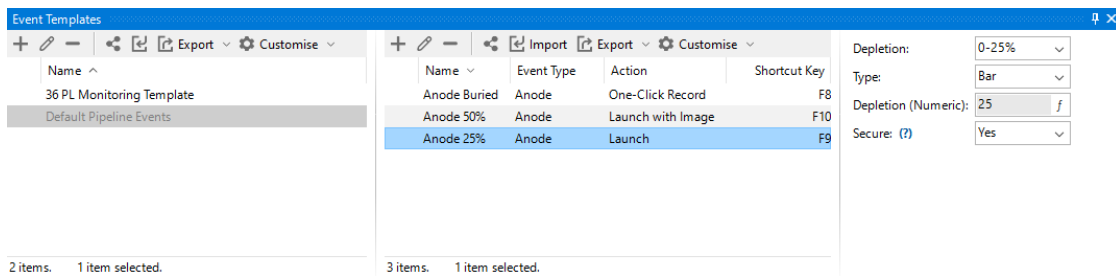 Event Templates
Export Customise
Name
36 PL Monitoring Template
Default Pipeline Events
2 items. 1 item selected.
Import Export Customise
Name Event Type Action Shortcut Key
Anode Buried Anode One-Click Record F8
Anode 50% Anode Launch with Image F10
Anode 25% Anode Launch F9
3 items. 1 item selected.
Depletion: 0-25%
Type: Bar
Depletion (Numeric): 25 f
Secure: (?) Yes